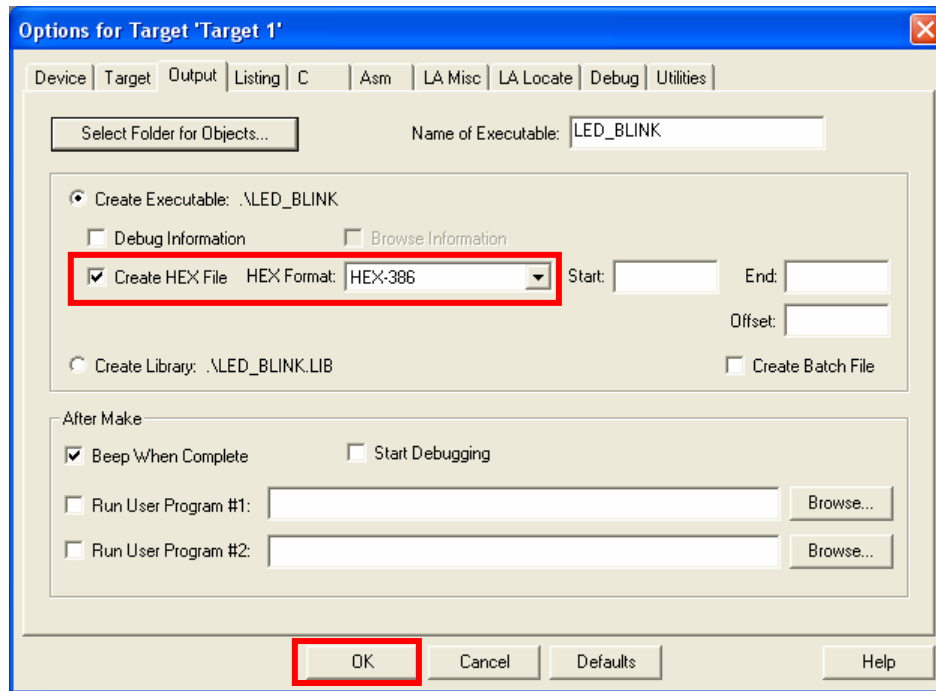 Options for Target 'Target 1'
Device Target Output Listing C Asm LA Misc LA Locate Debug Utilities
Select Folder for Objects... Name of Executable: LED_BLINK
Create Executable: .\LED_BLINK
Debug Information Browse Information
Create HEX File HEX Format: HEX-386 Start: End:
Offset:
Create Library: .\LED_BLINK.LIB Create Batch File
After Make
Beep When Complete Start Debugging
Run User Program #1: Browse...
Run User Program #2: Browse...
OK Cancel Defaults Help